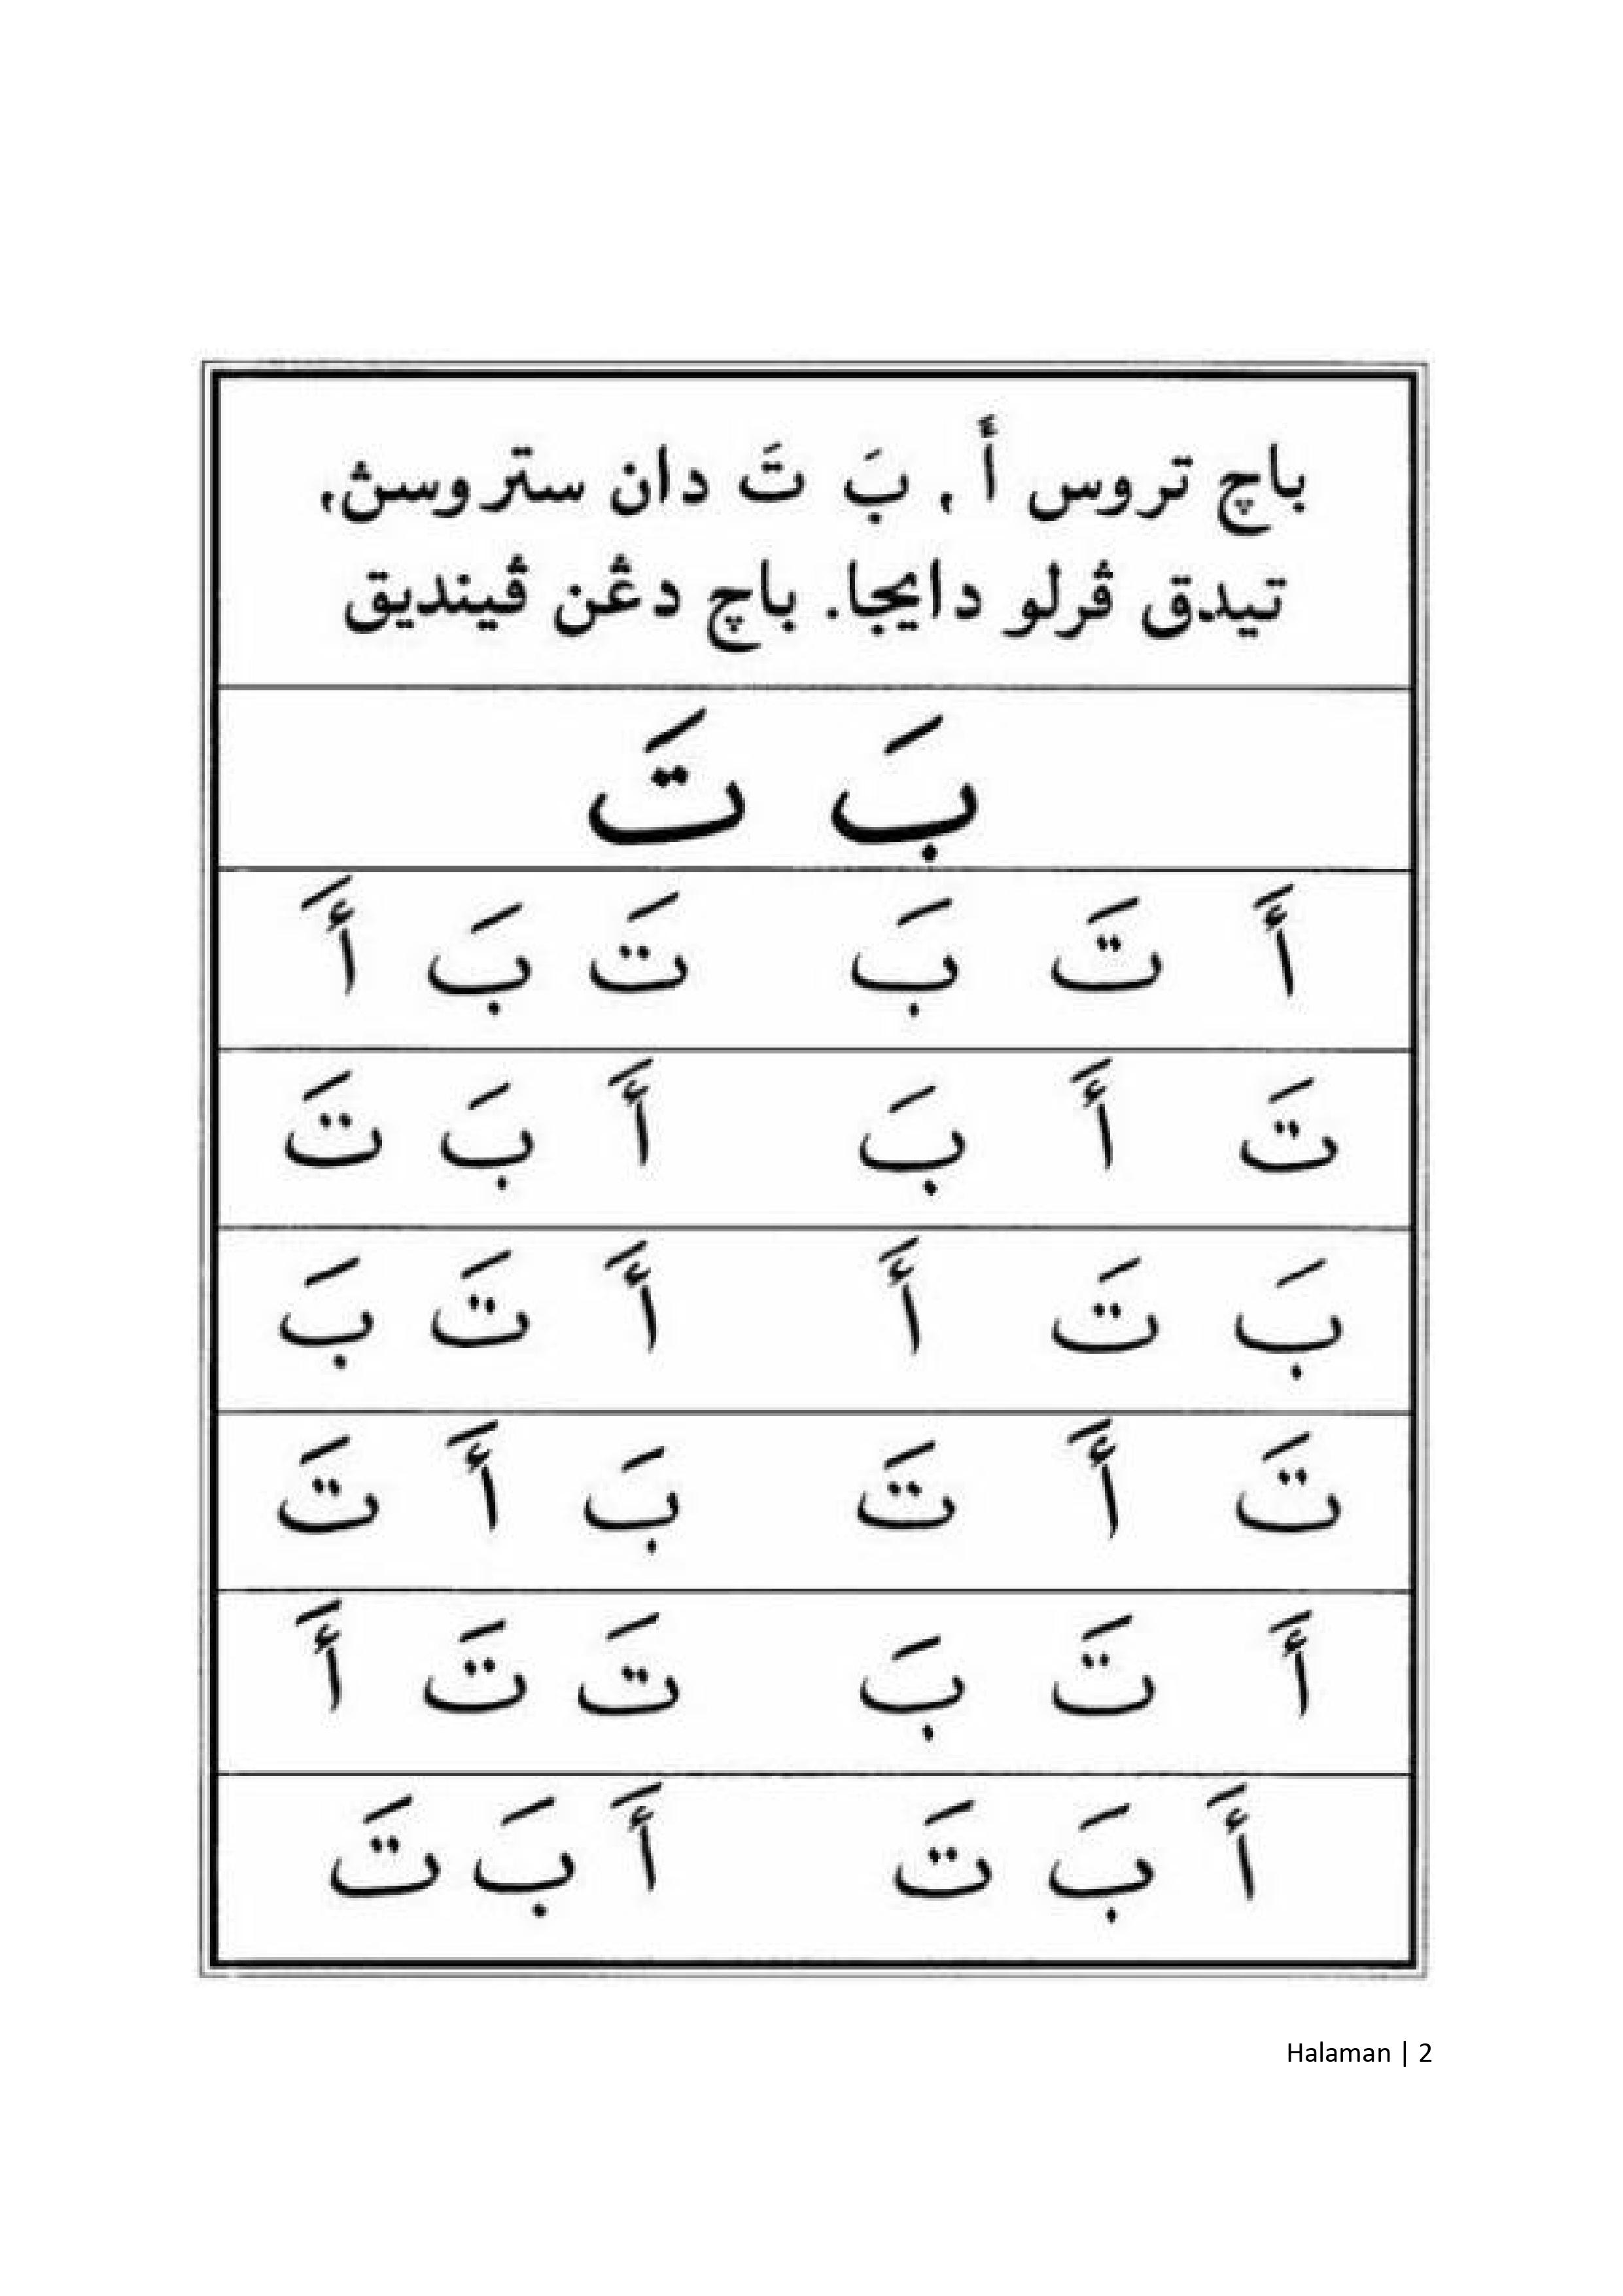 باچ تروس أَ ، بَ تَ دان ستروسڽ،
تيدق ڤرلو دايجا. باچ دڠن ڤينديق
بَ تَ
أَ تَ بَ تَ بَ أَ
تَ أَ بَ أَ بَ تَ
بَ تَ أَ أَ تَ بَ
تَ أَ تَ بَ أَ تَ
أَ تَ بَ تَ تَ أَ
أَ بَ تَ أَ بَ تَ
Halaman | 2